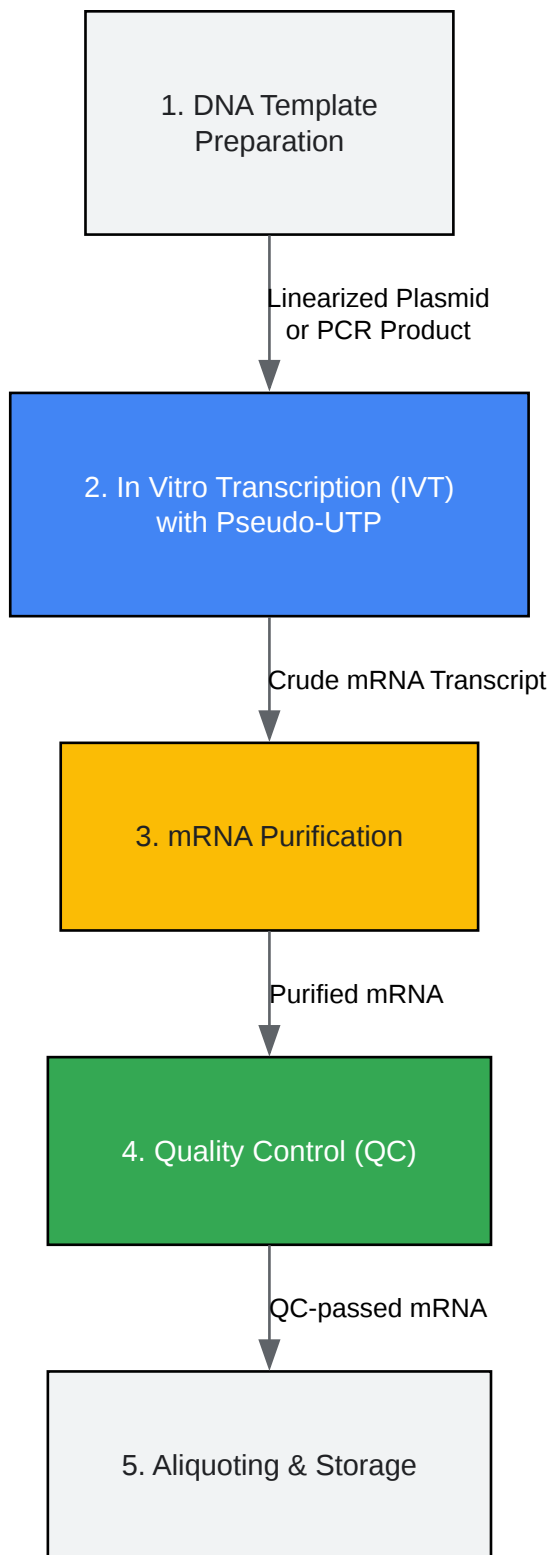 1. DNA Template
Preparation
Linearized Plasmid
or PCR Product
2. In Vitro Transcription (IVT)
with Pseudo-UTP
Crude mRNA Transcript
3. mRNA Purification
Purified mRNA
4. Quality Control (QC)
QC-passed mRNA
5. Aliquoting & Storage